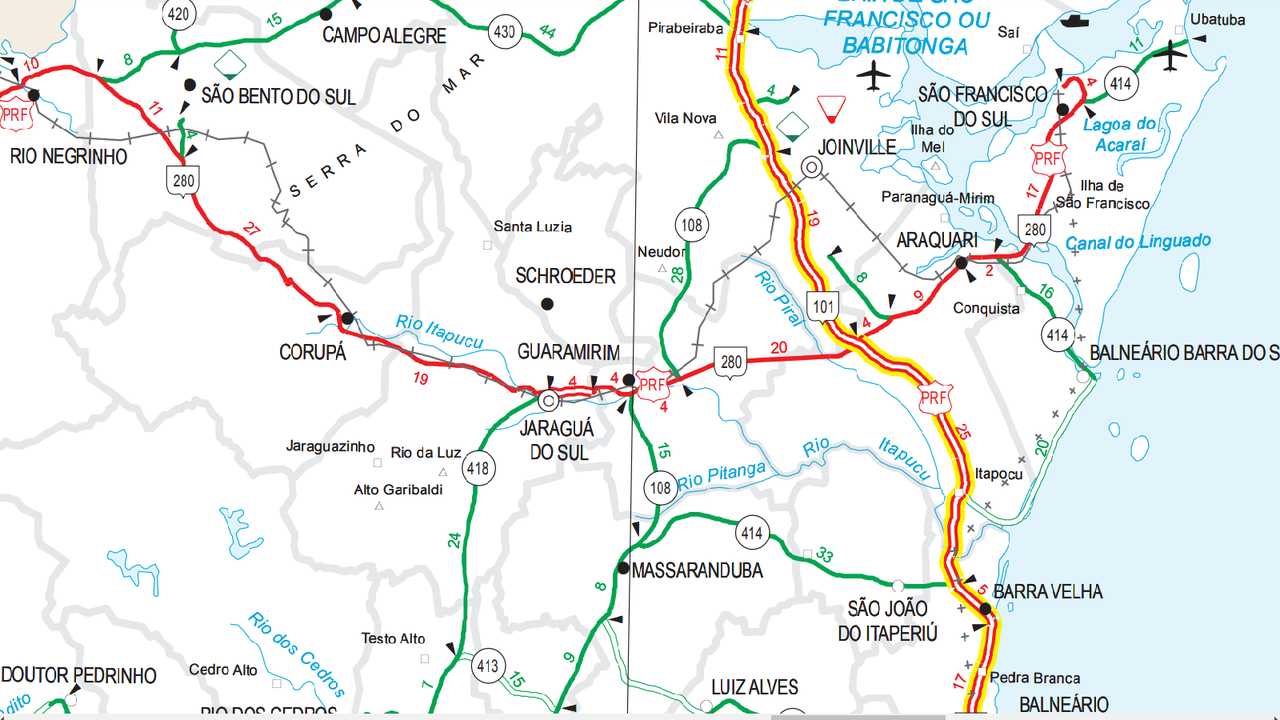 BAÍA DE SÃO
FRANCISCO OU
BABITONGA
Ubatuba
Saí
Pirabeiraba
420
15
CAMPO ALEGRE
430
44
11
11
414
4
10
8
SERRA DO MAR
SÃO BENTO DO SUL
11
PRF
4
SÃO FRANCISCO
DO SUL
Lagoa do
Acaraí
Vila Nova
4
Ilha do
Mel
JOINVILLE
RIO NEGRINHO
280
PRF
17
Ilha de
São Francisco
Paranaguá-Mirim
27
Santa Luzia
108
19
280
ARAQUARI
Canal do Linguado
Neudor
28
SCHROEDER
Rio Piraí
8
2
16
101
9
Conquista
4
414
CORUPÁ
Rio Itapucu
GUARAMIRIM
280
20
BALNEÁRIO BARRA DO S
19
4
4
PRF
4
PRF
25
JARAGUÁ
DO SUL
15
20
Jaraguazinho
Rio da Luz
418
Rio
Itapucu
Itapoçu
Alto Garibaldi
108
Rio Pitanga
24
414
33
MASSARANDUBA
8
5
BARRA VELHA
SÃO JOÃO
DO ITAPERIÚ
Rio dos Cedros
Testo Alto
413
15
9
7
Cedro Alto
DOUTOR PEDRINHO
Pedra Branca
17
LUIZ ALVES
BALNEÁRIO
RIO DOS CEDROS